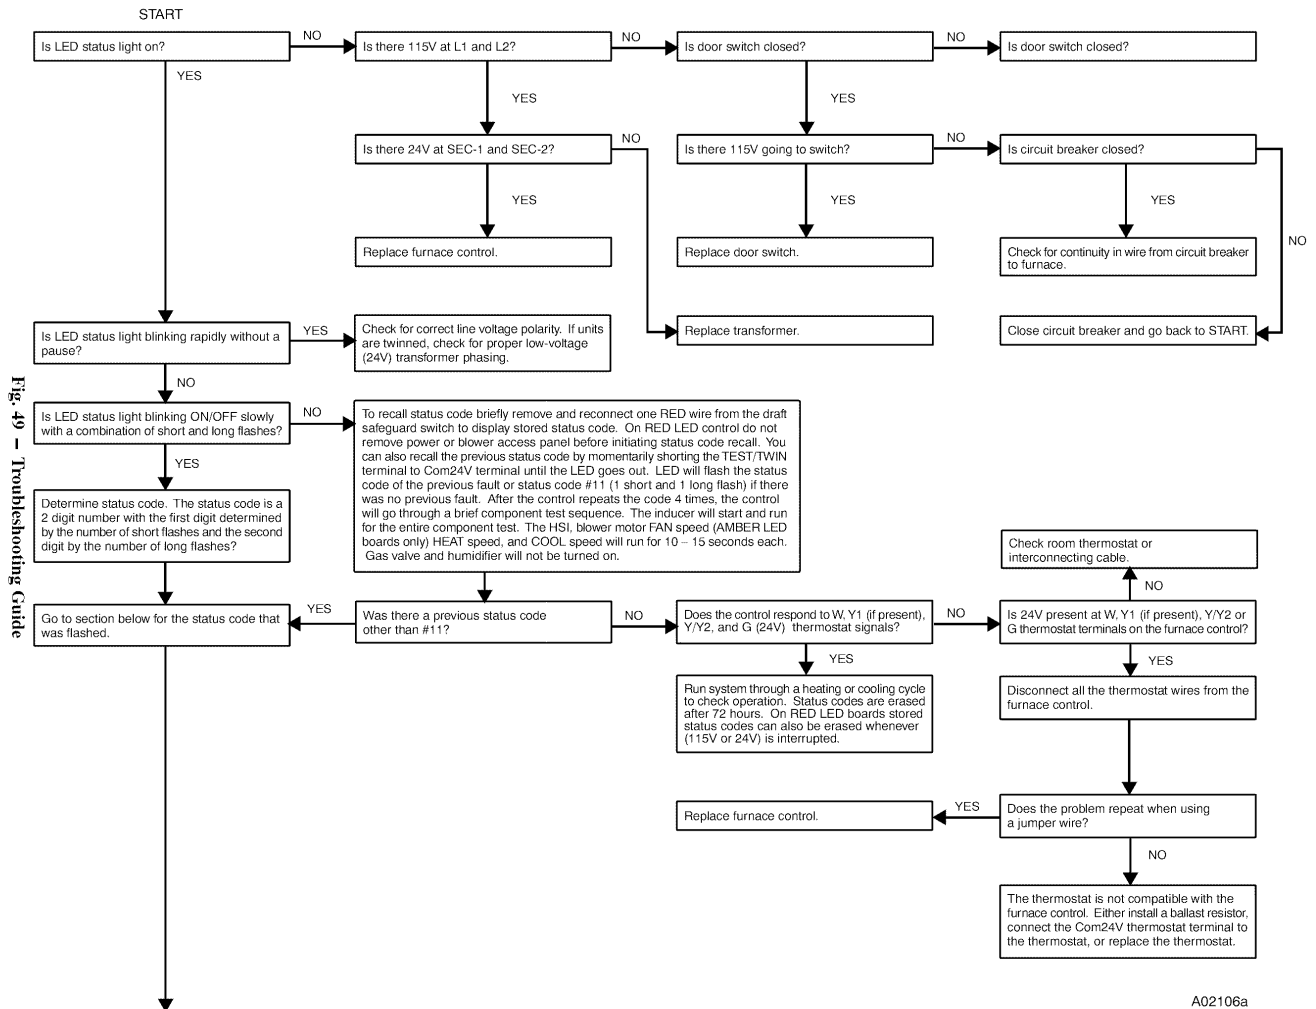 START
Is LED status light on?
NO
Is there 115V at L1 and L2?
NO
Is door switch closed?
NO
Is door switch closed?
YES
YES
YES
Is there 24V at SEC-1 and SEC-2?
NO
Is there 115V going to switch?
NO
Is circuit breaker closed?
YES
YES
YES
NO
Replace furnace control.
Replace door switch.
Check for continuity in wire from circuit breaker
to furnace.
Is LED status light blinking rapidly without a
pause?
YES
Check for correct line voltage polarity. If units
are twinned, check for proper low-voltage
(24V) transformer phasing.
Replace transformer.
Close circuit breaker and go back to START.
NO
Is LED status light blinking ON/OFF slowly
with a combination of short and long flashes?
NO
To recall status code briefly remove and reconnect one RED wire from the draft
safeguard switch to display stored status code. On RED LED control do not
remove power or blower access panel before initiating status code recall. You
can also recall the previous status code by momentarily shorting the TEST/TWIN
terminal to Com24V terminal until the LED goes out. LED will flash the status
code of the previous fault or status code #11 (1 short and 1 long flash) if there
was no previous fault. After the control repeats the code 4 times, the control
will go through a brief component test sequence. The inducer will start and run
for the entire component test. The HSI, blower motor FAN speed (AMBER LED
boards only) HEAT speed, and COOL speed will run for 10 – 15 seconds each.
Gas valve and humidifier will not be turned on.
YES
Determine status code. The status code is a
2 digit number with the first digit determined
by the number of short flashes and the second
digit by the number of long flashes?
Check room thermostat or
interconnecting cable.
NO
Go to section below for the status code that
was flashed.
YES
Was there a previous status code
other than #11?
NO
Does the control respond to W, Y1 (if present),
Y/Y2, and G (24V) thermostat signals?
NO
Is 24V present at W, Y1 (if present), Y/Y2 or
G thermostat terminals on the furnace control?
YES
YES
Run system through a heating or cooling cycle
to check operation. Status codes are erased
after 72 hours. On RED LED boards stored
status codes can also be erased whenever
(115V or 24V) is interrupted.
Disconnect all the thermostat wires from the
furnace control.
Replace furnace control.
YES
Does the problem repeat when using
a jumper wire?
NO
The thermostat is not compatible with the
furnace control. Either install a ballast resistor,
connect the Com24V thermostat terminal to
the thermostat, or replace the thermostat.
Fig. 49 – Troubleshooting Guide
A02106a